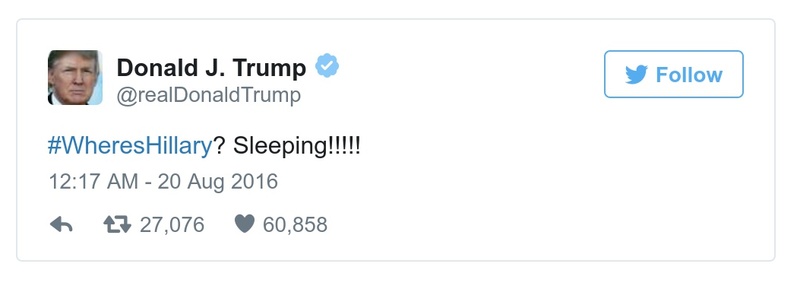 Donald J. Trump
Follow
@realDonaldTrump
#WheresHillary? Sleeping!!!!!
12:17 AM - 20 Aug 2016
27,076 60,858